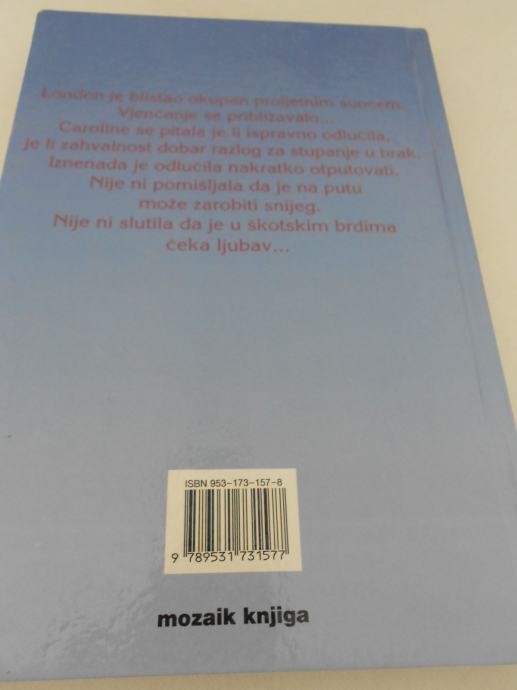 London je blistao okupan proljetnim suncem.
Vjenčanje se približavalo...
Caroline se pitala je li ispravno odlučila,
je li zahvalnost dobar razlog za stupanje u brak.
Iznenada je odlučila nakratko otputovati.
Nije ni pomišljala da je na putu
može zarobiti snijeg.
Nije ni slutila da je u škotskim brdima
čeka ljubav...
ISBN 953-173-157-8
9 789531 731577
mozaik knjiga